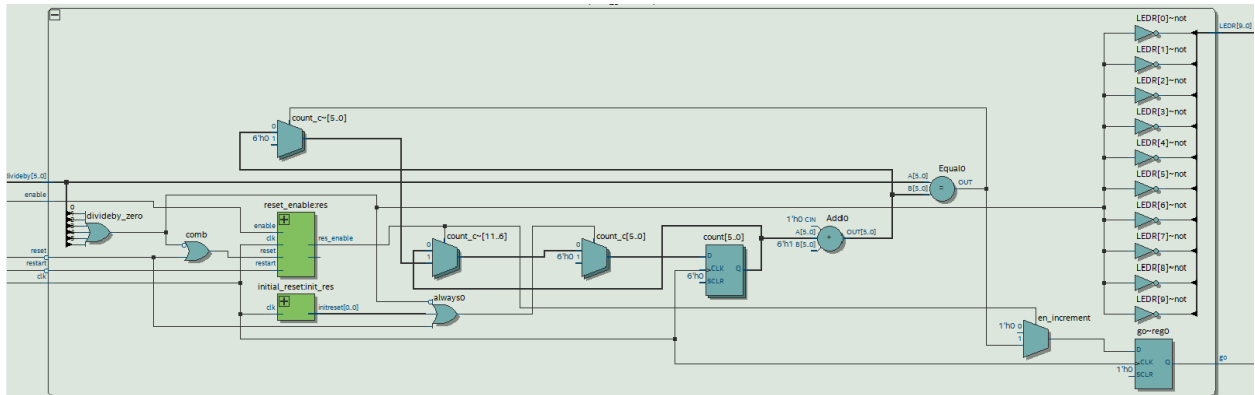 LEDR[0]~not
LEDR[9..0]
LEDR[1]~not
LEDR[2]~not
LEDR[3]~not
count_c~[5..0]
0
6'h0 1
LEDR[4]~not
Equal0
divideby[5..0]
A[5..0]
B[5..0]
OUT
LEDR[5]~not
enable
resetenable:res
0
divideby_zero
LEDR[6]~not
1'h0 CIN
Add0
enable
clk
reset
restart
res_enable
comb
count_c~[11..6]
0
1
count_c[5..0]
0
6'h0 1
count[5..0]
D
CLK
SCLR
Q
6'h0
A[5..0]
6'h1 B[5..0]
OUT[5..0]
LEDR[7]~not
reset
restart
clk
LEDR[8]~not
initial_reset:init_res
clk
initreset[0..0]
always0
LEDR[9]~not
en_increment
1'h0 0
1
go~reg0
D
CLK
Q
1'h0
SCLR
go